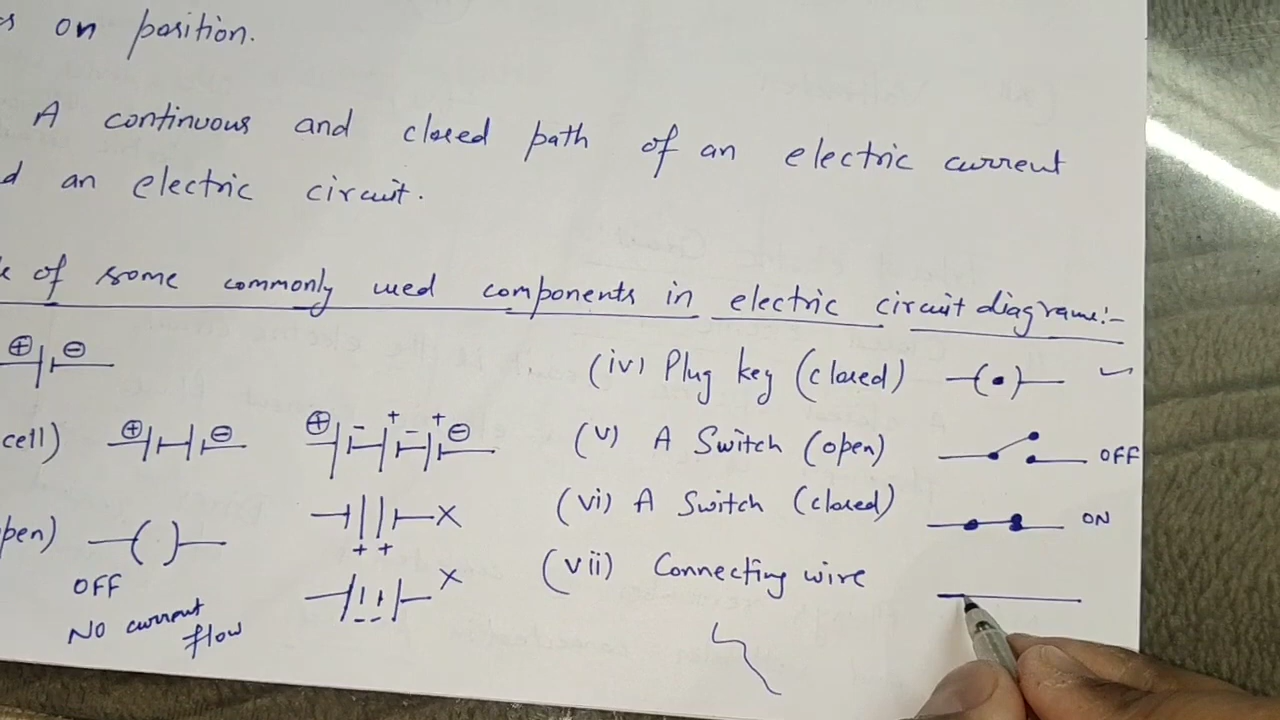 on position.
A continuous and closed path of an electric current
an electric circuit.
of some commonly used components in electric circuit diagrams:-
⊕ ⊖
cell) ⊕ ⊖ ⊕ - + - + ⊖
+ + X
X
OFF
No current
flow
(iv) Plug key (closed)
(v) A Switch (open) OFF
(vi) A Switch (closed) ON
(vii) Connecting wire